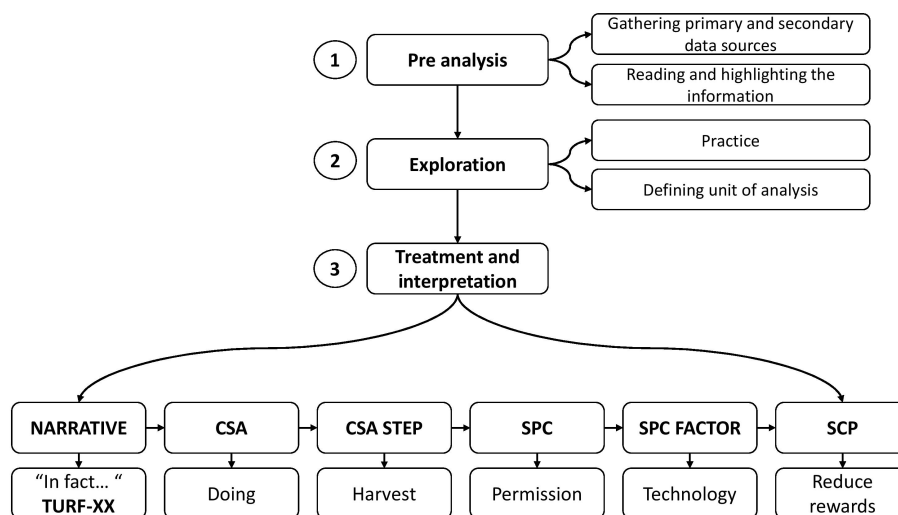 1
Pre analysis
Gathering primary and secondary
data sources
Reading and highlighting the
information
2
Exploration
Practice
Defining unit of analysis
3
Treatment and
interpretation
NARRATIVE
CSA
CSA STEP
SPC
SPC FACTOR
SCP
“In fact… “
TURF-XX
Doing
Harvest
Permission
Technology
Reduce
rewards